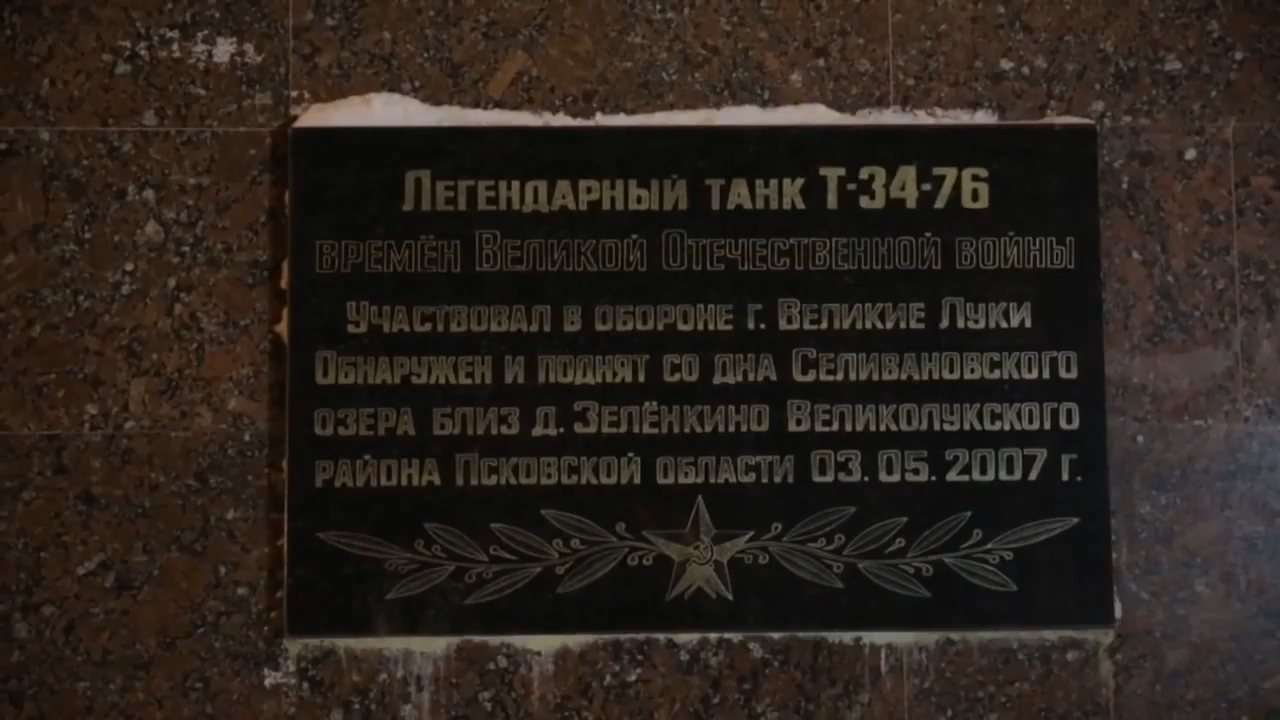 Легендарный танк Т-34-76
времён Великой Отечественной войны
Участвовал в обороне г. Великие Луки
Обнаружен и поднят со дна Селивановского
озера близ д. Зелёнкино Великолукского
района Псковской области 03.05.2007 г.